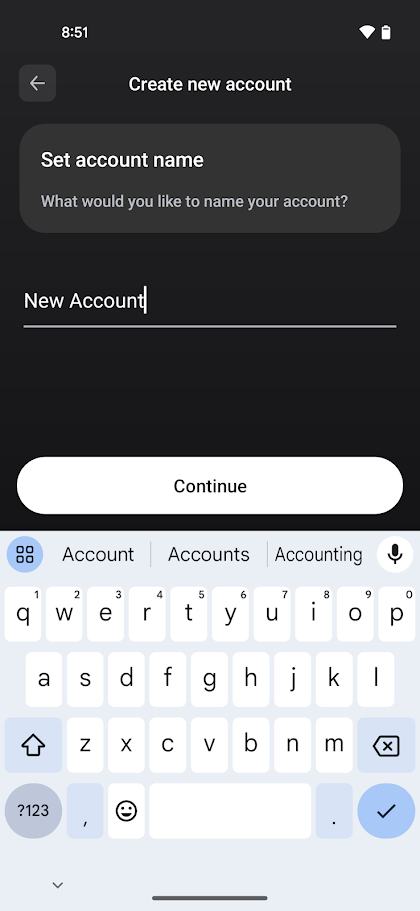 8:51
Create new account
Set account name
What would you like to name your account?
New Account
Continue
Account Accounts Accounting
1 2 3 4 5 6 7 8 9 0
q w e r t y u i o p
a s d f g h j k l
z x c v b n m
?123 , .